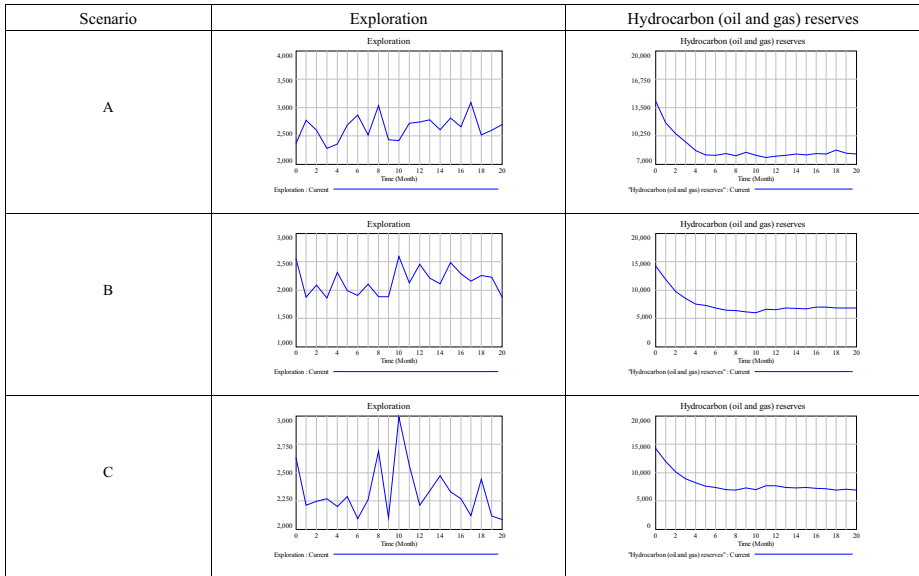 Scenario Exploration Hydrocarbon (oil and gas) reserves
A
Exploration
4,000
3,000
3,000
2,500
2,000
0 2 4 6 8 10 12 14 16 18 20
Time (Month)
Exploration : Current
Hydrocarbon (oil and gas) reserves
20,000
16,750
13,500
10,250
7,000
0 2 4 6 8 10 12 14 16 18 20
Time (Month)
"Hydrocarbon (oil and gas) reserves" : Current
B
Exploration
3,000
2,500
2,000
1,500
1,000
0 2 4 6 8 10 12 14 16 18 20
Time (Month)
Exploration : Current
Hydrocarbon (oil and gas) reserves
20,000
15,000
10,000
5,000
0
0 2 4 6 8 10 12 14 16 18 20
Time (Month)
"Hydrocarbon (oil and gas) reserves" : Current
C
Exploration
3,000
2,750
2,500
2,250
2,000
0 2 4 6 8 10 12 14 16 18 20
Time (Month)
Exploration : Current
Hydrocarbon (oil and gas) reserves
20,000
15,000
10,000
5,000
0
0 2 4 6 8 10 12 14 16 18 20
Time (Month)
"Hydrocarbon (oil and gas) reserves" : Current